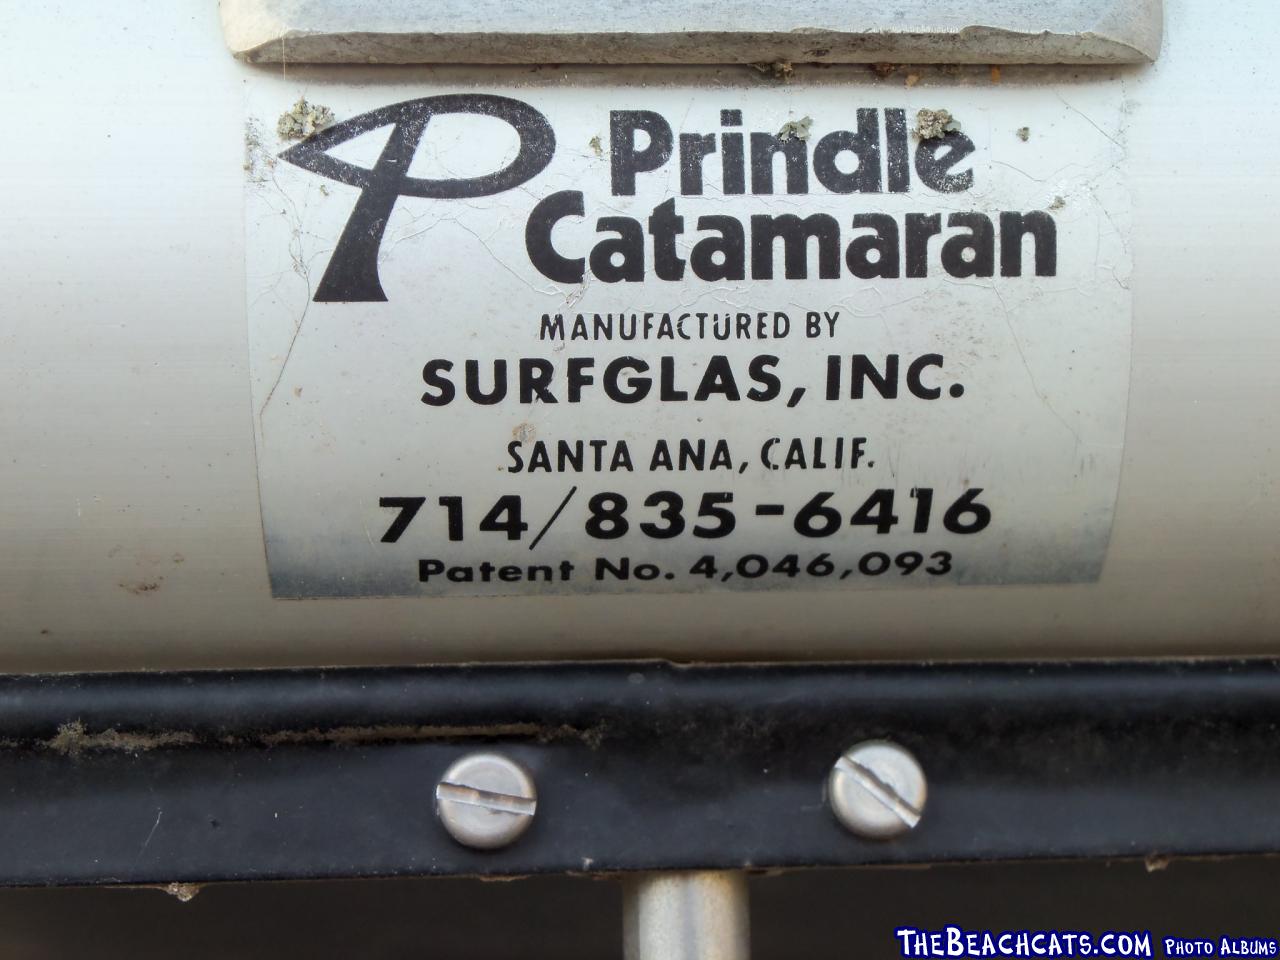 P Prindle
Catamaran
MANUFACTURED BY
SURFGLAS, INC.
SANTA ANA, CALIF.
714/835-6416
Patent No. 4,046,093
THEBEACHCATS.COM PHOTO ALBUMS